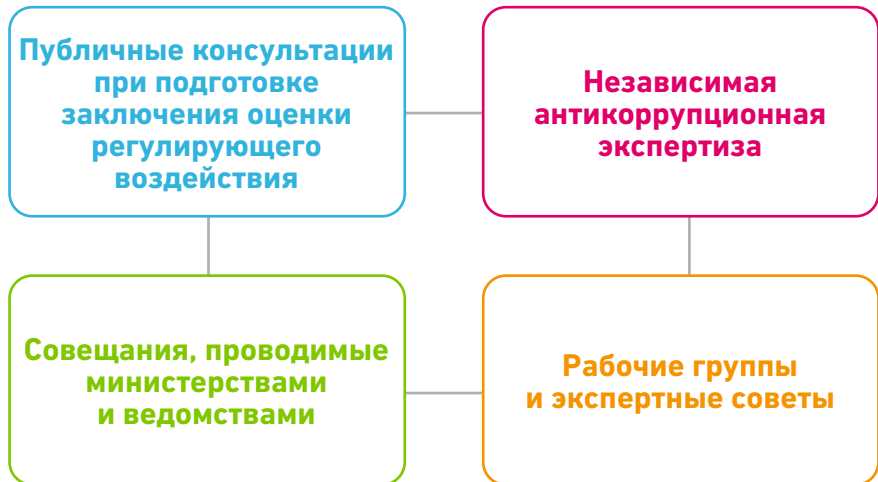 Публичные консультации
при подготовке
заключения оценки
регулирующего
воздействия
Независимая
антикоррупционная
экспертиза
Совещания, проводимые
министерствами
и ведомствами
Рабочие группы
и экспертные советы